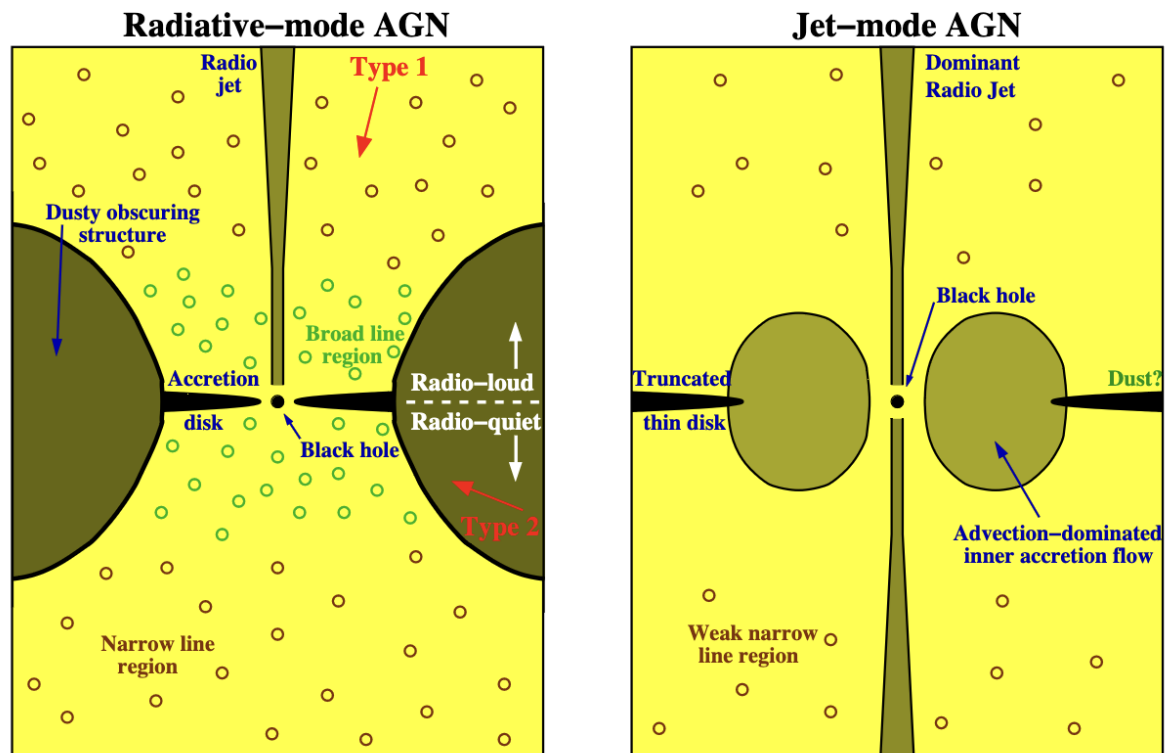 Radiative–mode AGN
Radio
jet
Type 1
Dusty obscuring
structure
Broad line
region
Accretion
disk
Radio–loud
Radio–quiet
Black hole
Type 2
Narrow line
region
Jet–mode AGN
Dominant
Radio Jet
Black hole
Truncated
thin disk
Dust?
Advection–dominated
inner accretion flow
Weak narrow
line region